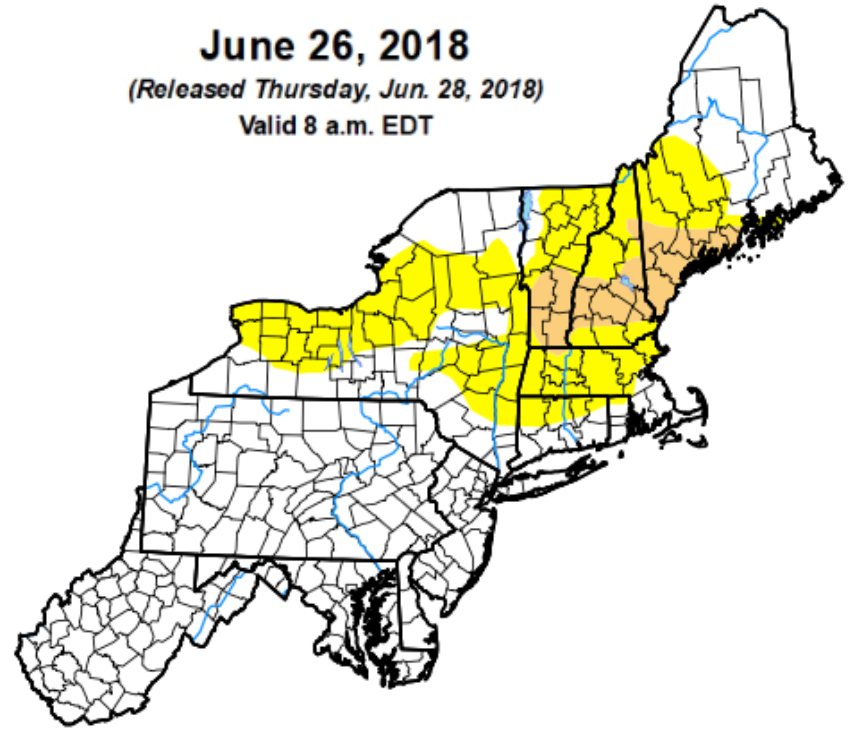 June 26, 2018
(Released Thursday, Jun. 28, 2018)
Valid 8 a.m. EDT